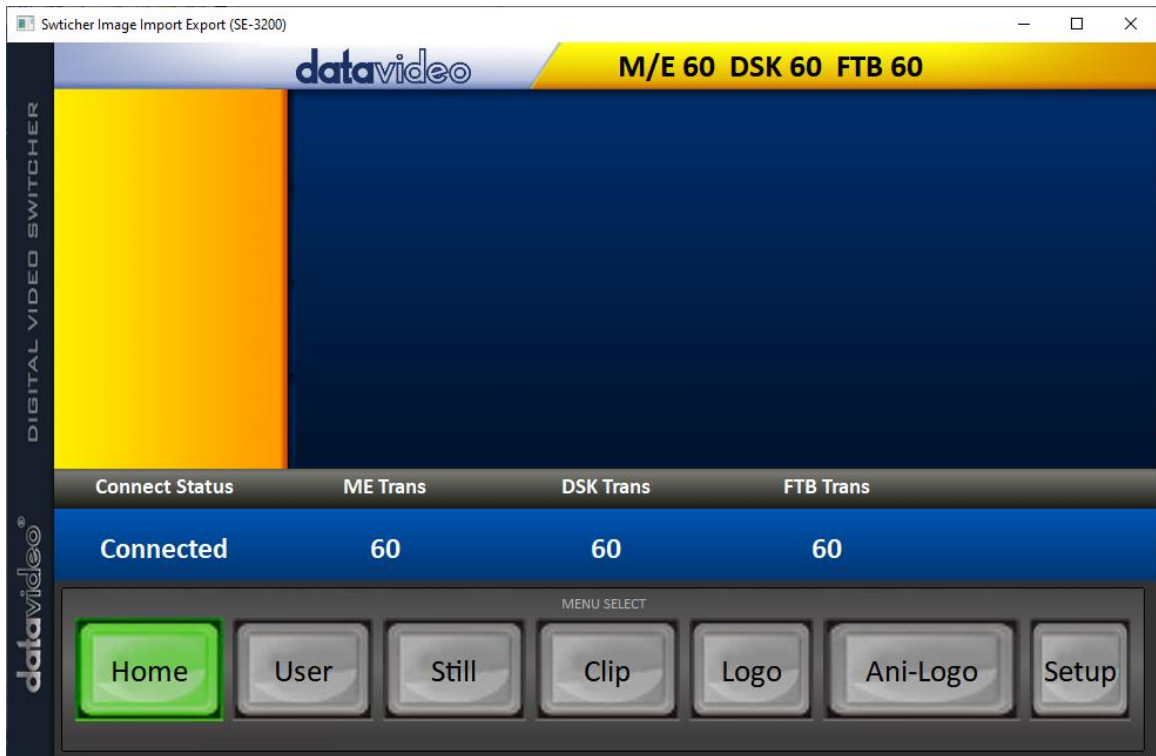 Swticher Image Import Export (SE-3200)
datavideo
M/E 60 DSK 60 FTB 60
DIGITAL VIDEO SWITCHER
datavideo®
Connect Status ME Trans DSK Trans FTB Trans
Connected 60 60 60
MENU SELECT
Home User Still Clip Logo Ani-Logo Setup